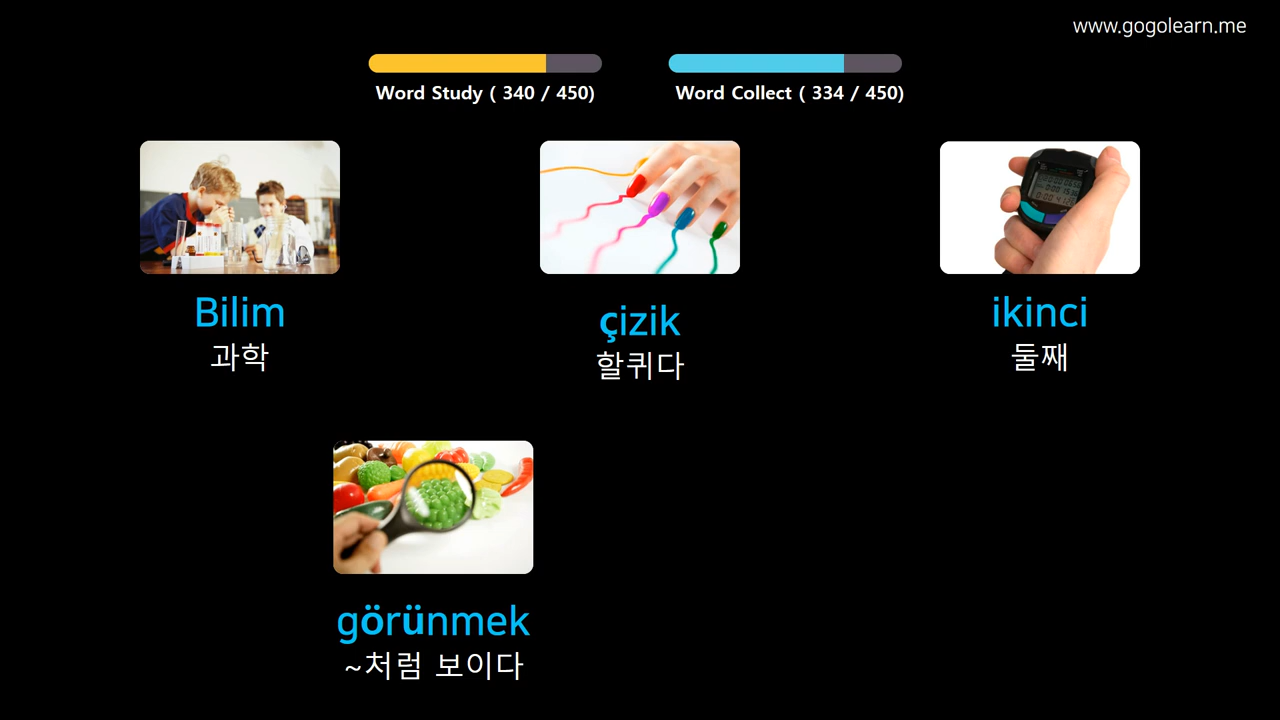 www.gogolearn.me
Word Study ( 340 / 450)
Word Collect ( 334 / 450)
Bilim
과학
çizik
할퀴다
ikinci
둘째
görünmek
~처럼 보이다